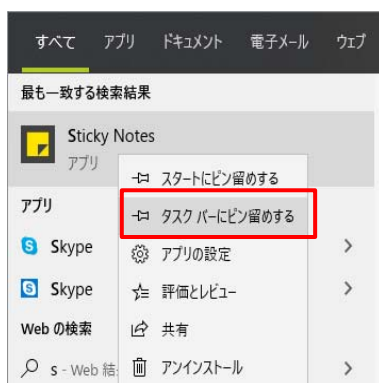 すべて アプリ ドキュメント 電子メール ウェブ
最も一致する検索結果
Sticky Notes
アプリ
スタートにピン留めする
アプリ
タスク バーにピン留めする
Skype
アプリの設定
Skype
評価とレビュー
Web の検索
共有
s - Web 結
アンインストール